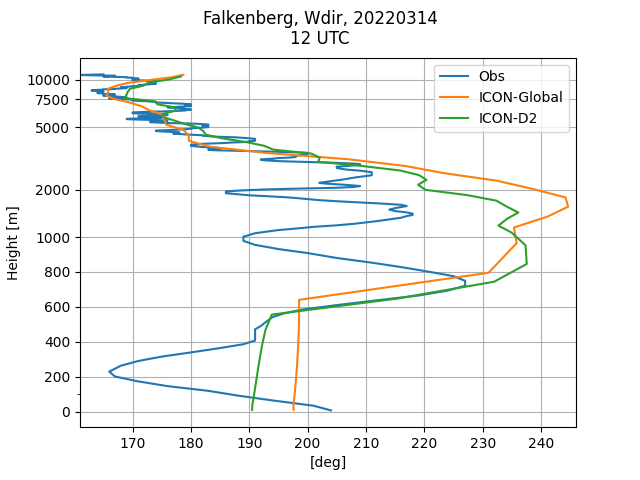 Falkenberg, Wdir, 20220314
12 UTC
Obs
ICON-Global
ICON-D2
Height [m]
10000
7500
5000
2000
1000
800
600
400
200
0
170 180 190 200 210 220 230 240
[deg]